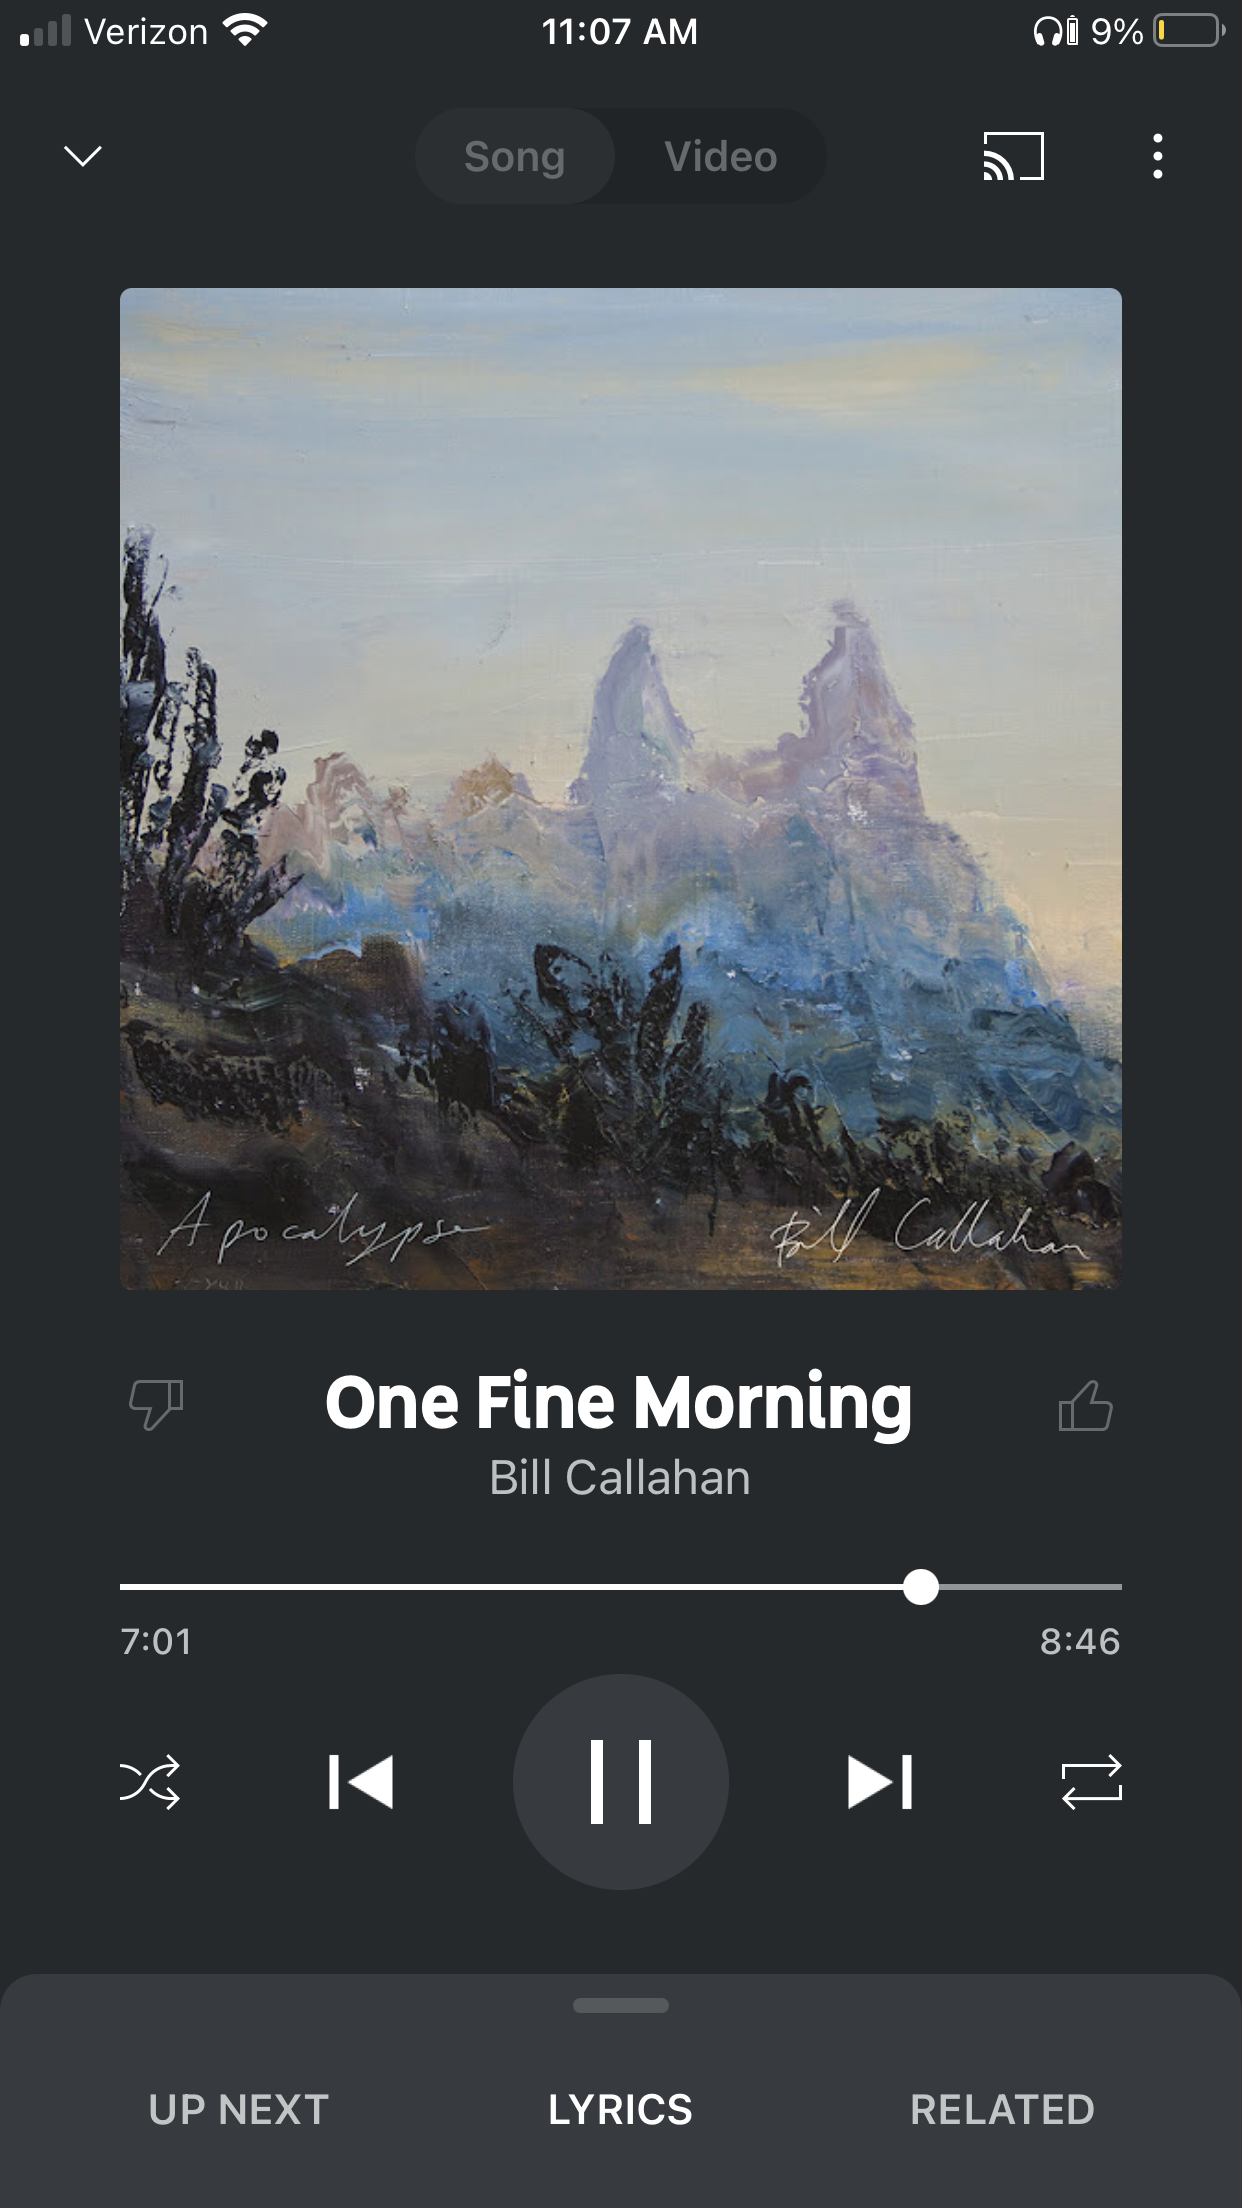 Verizon 11:07 AM 9%
Song Video
Apocalypse Bill Callahan
One Fine Morning
Bill Callahan
7:01 8:46
UP NEXT LYRICS RELATED